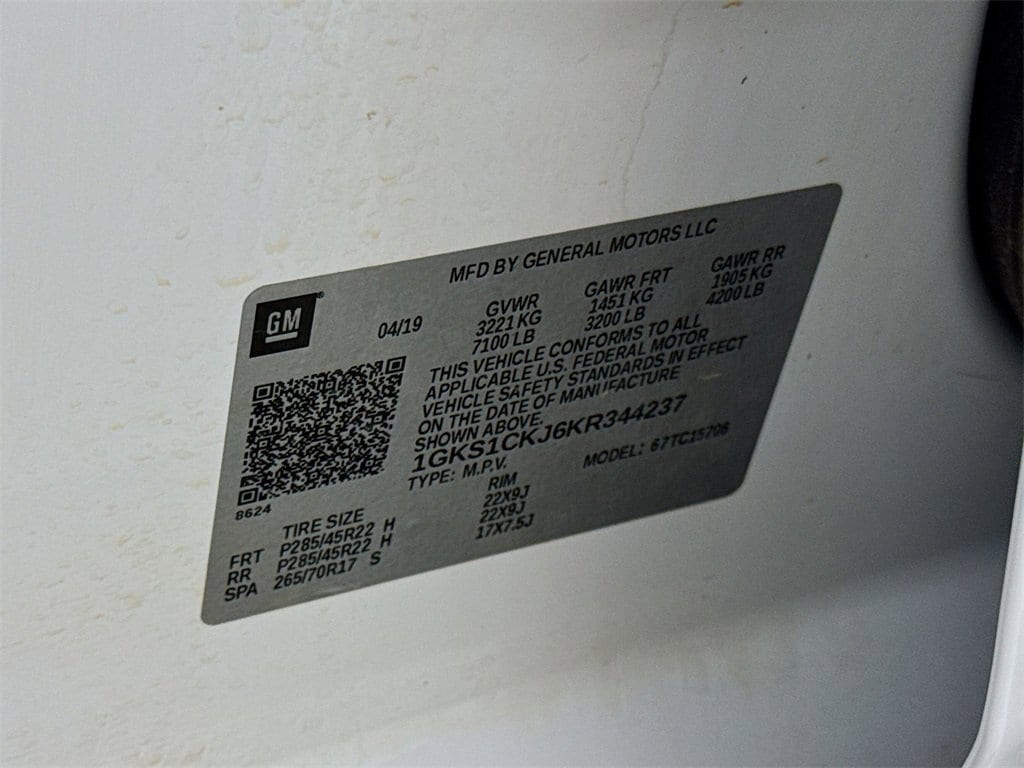 MFD BY GENERAL MOTORS LLC
GM
04/19
GVWR GAWR FRT GAWR RR
3221 KG 1451 KG 1905 KG
7100 LB 3200 LB 4200 LB
THIS VEHICLE CONFORMS TO ALL
APPLICABLE U.S. FEDERAL MOTOR
VEHICLE SAFETY STANDARDS IN EFFECT
ON THE DATE OF MANUFACTURE
SHOWN ABOVE.
1GKS1CKJ6KR344237
TYPE: M.P.V. MODEL: 67TC15706
8624
TIRE SIZE RIM
FRT P285/45R22 H 22X9J
RR P285/45R22 H 22X9J
SPA 265/70R17 S 17X7.5J